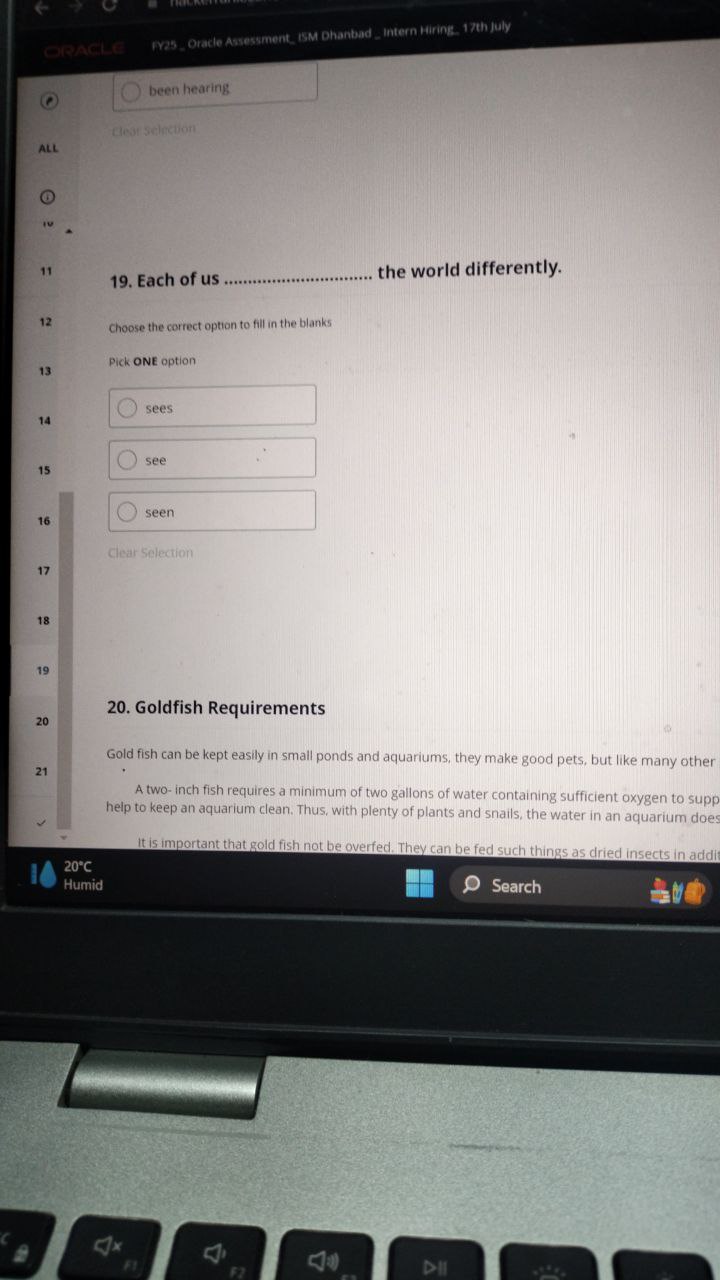 ORACLE
FY25 _ Oracle Assessment_ ISM Dhanbad _ Intern Hiring_ 17th July
been hearing
Clear Selection
ALL
11
12
13
14
15
16
17
18
19
20
21
19. Each of us ................................ the world differently.
Choose the correct option to fill in the blanks
Pick ONE option
sees
see
seen
Clear Selection
20. Goldfish Requirements
Gold fish can be kept easily in small ponds and aquariums, they make good pets, but like many other
A two- inch fish requires a minimum of two gallons of water containing sufficient oxygen to supp
help to keep an aquarium clean. Thus, with plenty of plants and snails, the water in an aquarium does
It is important that gold fish not be overfed. They can be fed such things as dried insects in addit
20°C
Humid
Search
F1
F2